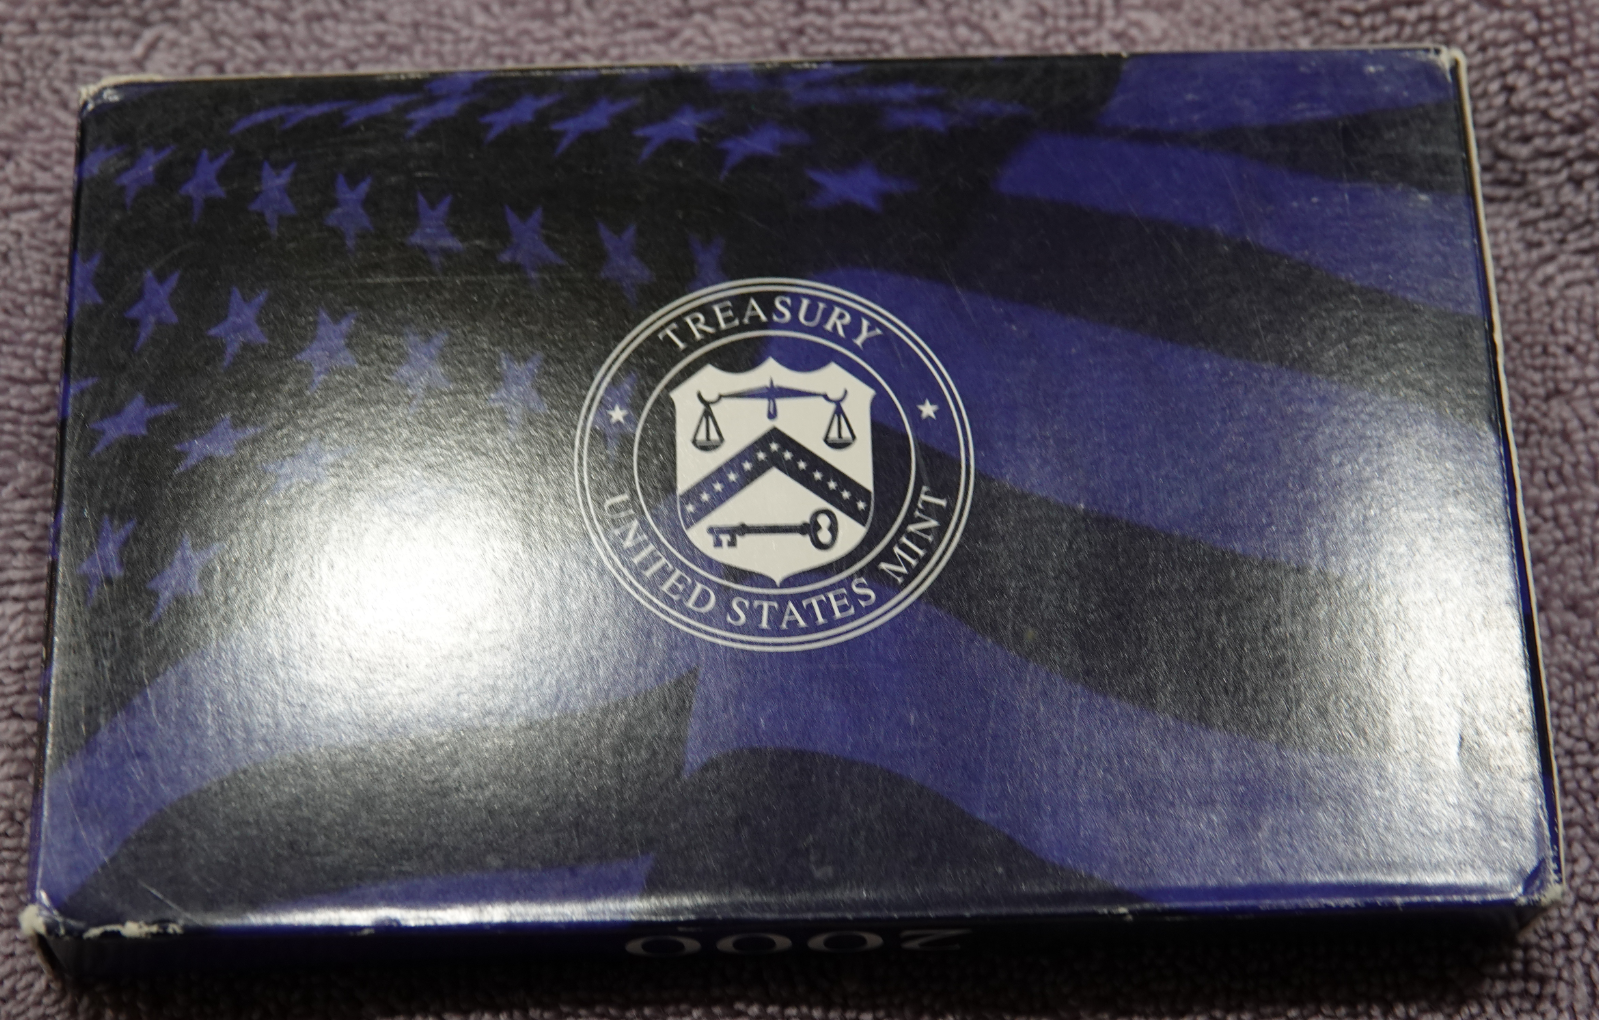 TREASURY
UNITED STATES MINT
2000